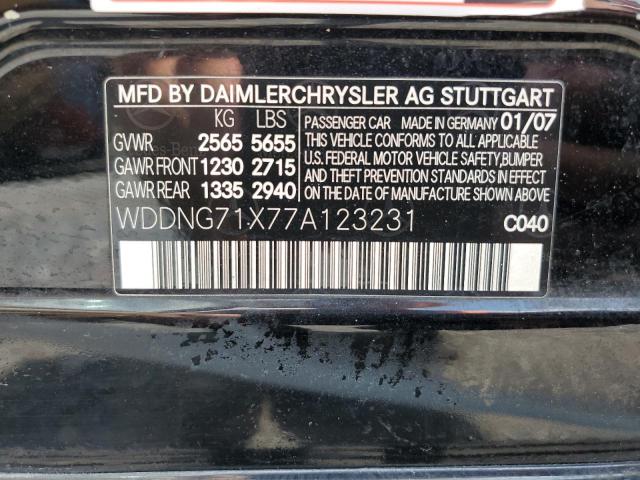 MFD BY DAIMLERCHRYSLER AG STUTTGART
KG LBS
GVWR 2565 5655
GAWR FRONT 1230 2715
GAWR REAR 1335 2940
PASSENGER CAR MADE IN GERMANY 01/07
THIS VEHICLE CONFORMS TO ALL APPLICABLE
U.S. FEDERAL MOTOR VEHICLE SAFETY,BUMPER
AND THEFT PREVENTION STANDARDS IN EFFECT
ON THE DATE OF MANUFACTURE SHOWN ABOVE
WDDNG71X77A123231
C040